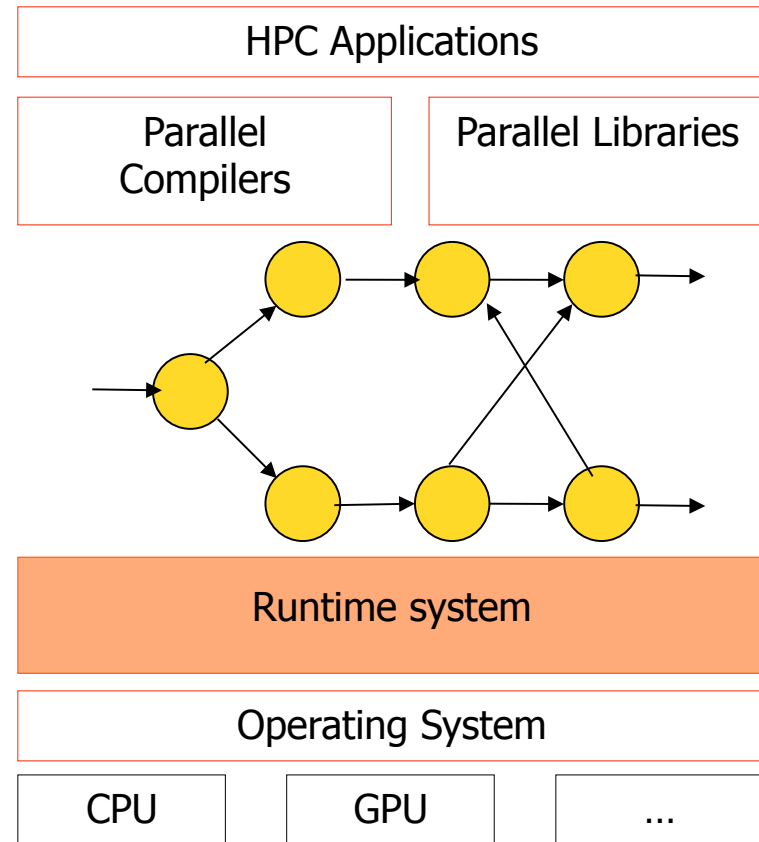 HPC Applications
Parallel
Compilers
Parallel Libraries
Runtime system
Operating System
CPU
GPU
...